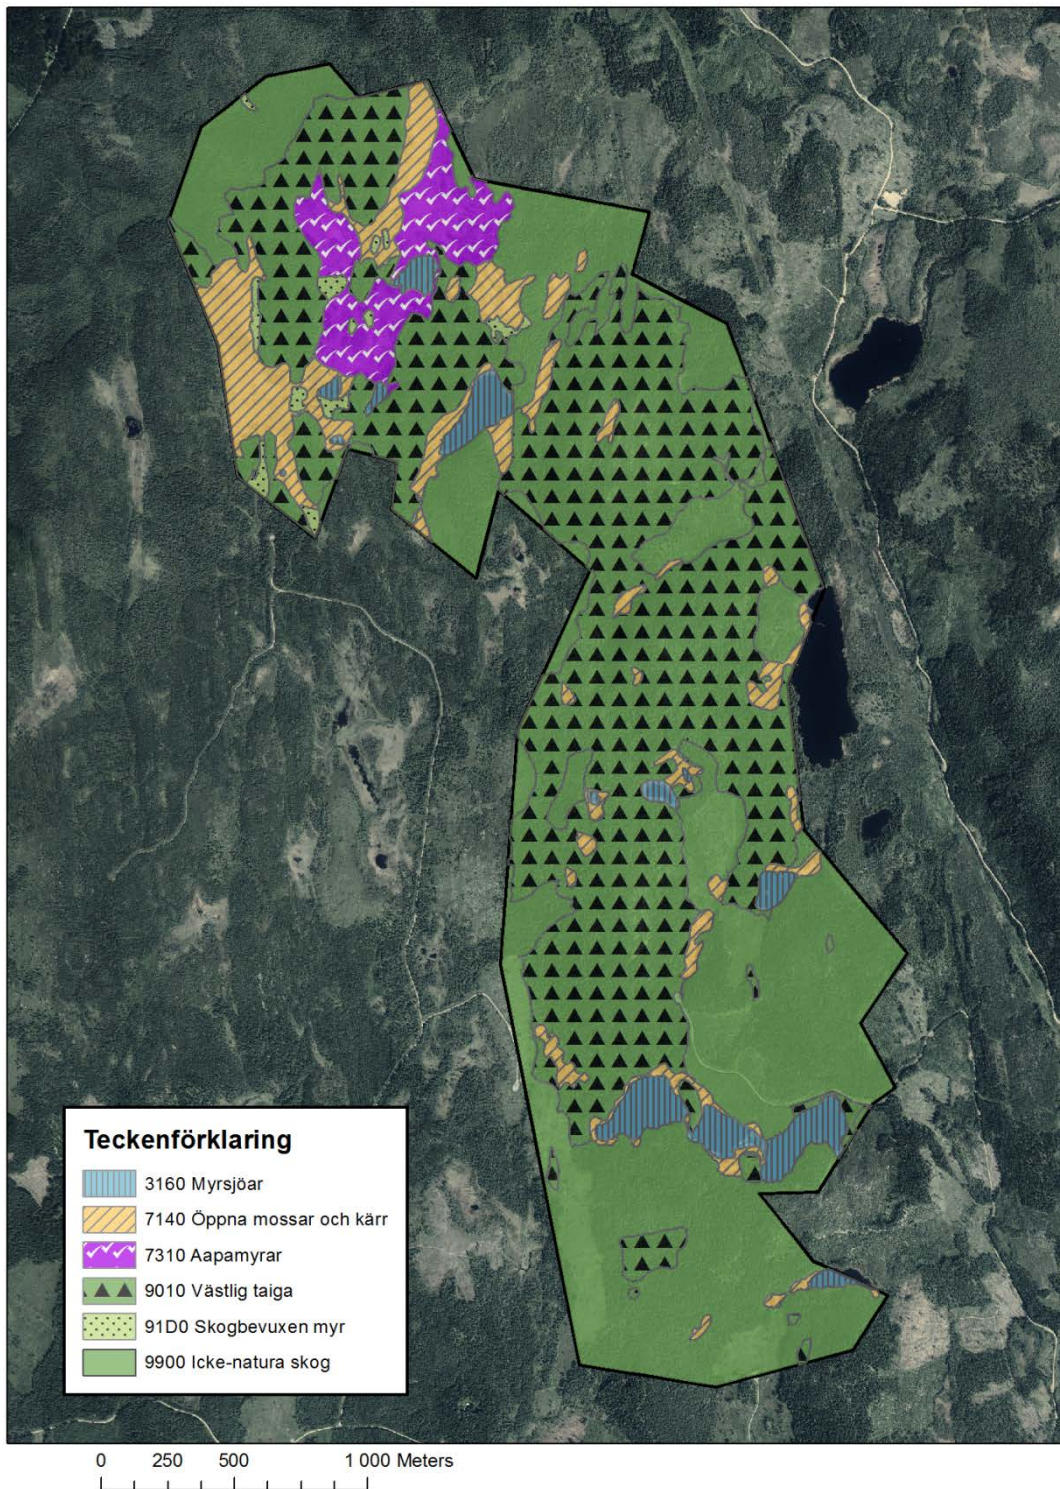 Teckenförklaring
3160 Myrsjöar
7140 Öppna mossar och kärr
7310 Aapamyrar
9010 Västlig taiga
91D0 Skogbevuxen myr
9900 Icke-natura skog
0 250 500 1 000 Meters